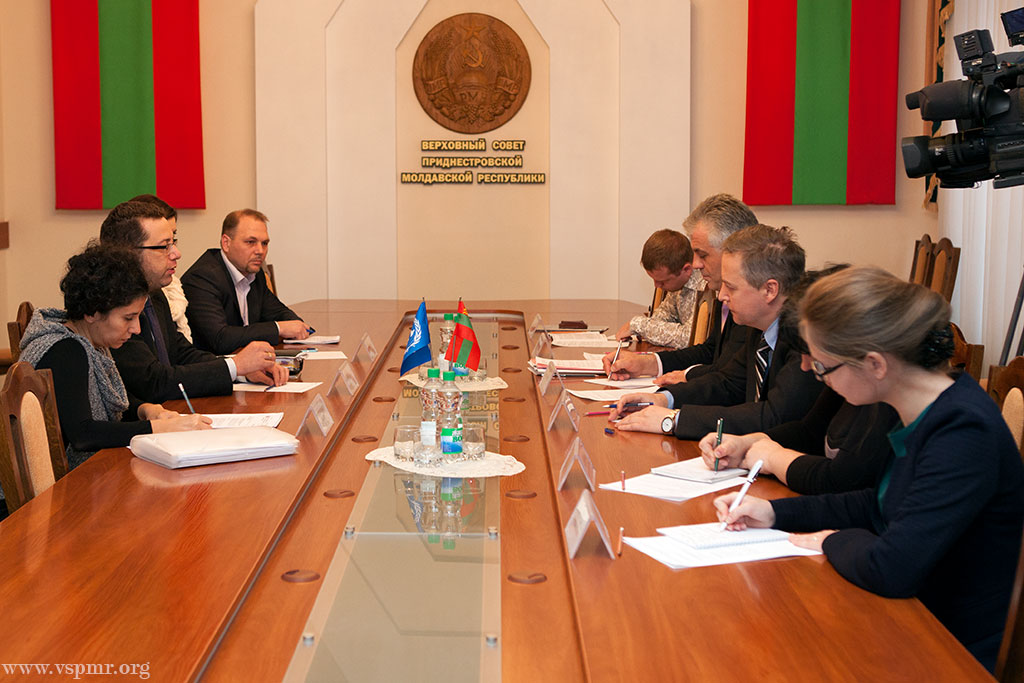 ВЕРХОВНЫЙ СОВЕТ
ПРИДНЕСТРОВСКОЙ
МОЛДАВСКОЙ РЕСПУБЛИКИ
www.vspmr.org